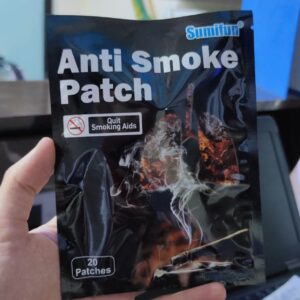 Sumifun
Anti Smoke
Patch
Quit
Smoking Aids
20
Patches